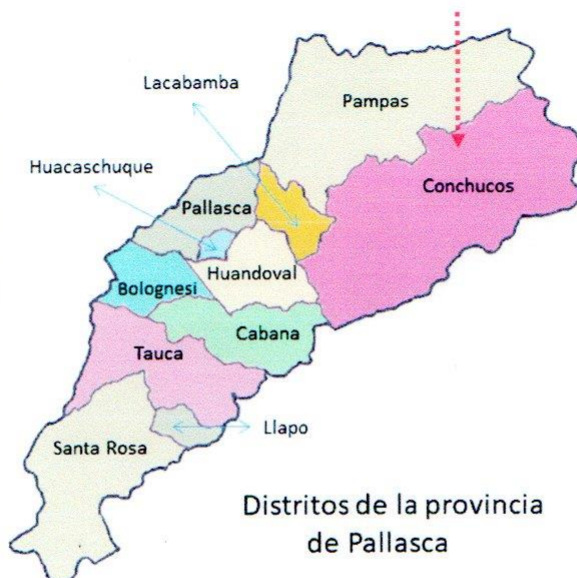 Lacabamba
Pampas
Huacaschuque
Pallasca
Conchucos
Huandoval
Bolognesi
Cabana
Tauca
Llapo
Santa Rosa
Distritos de la provincia
de Pallasca